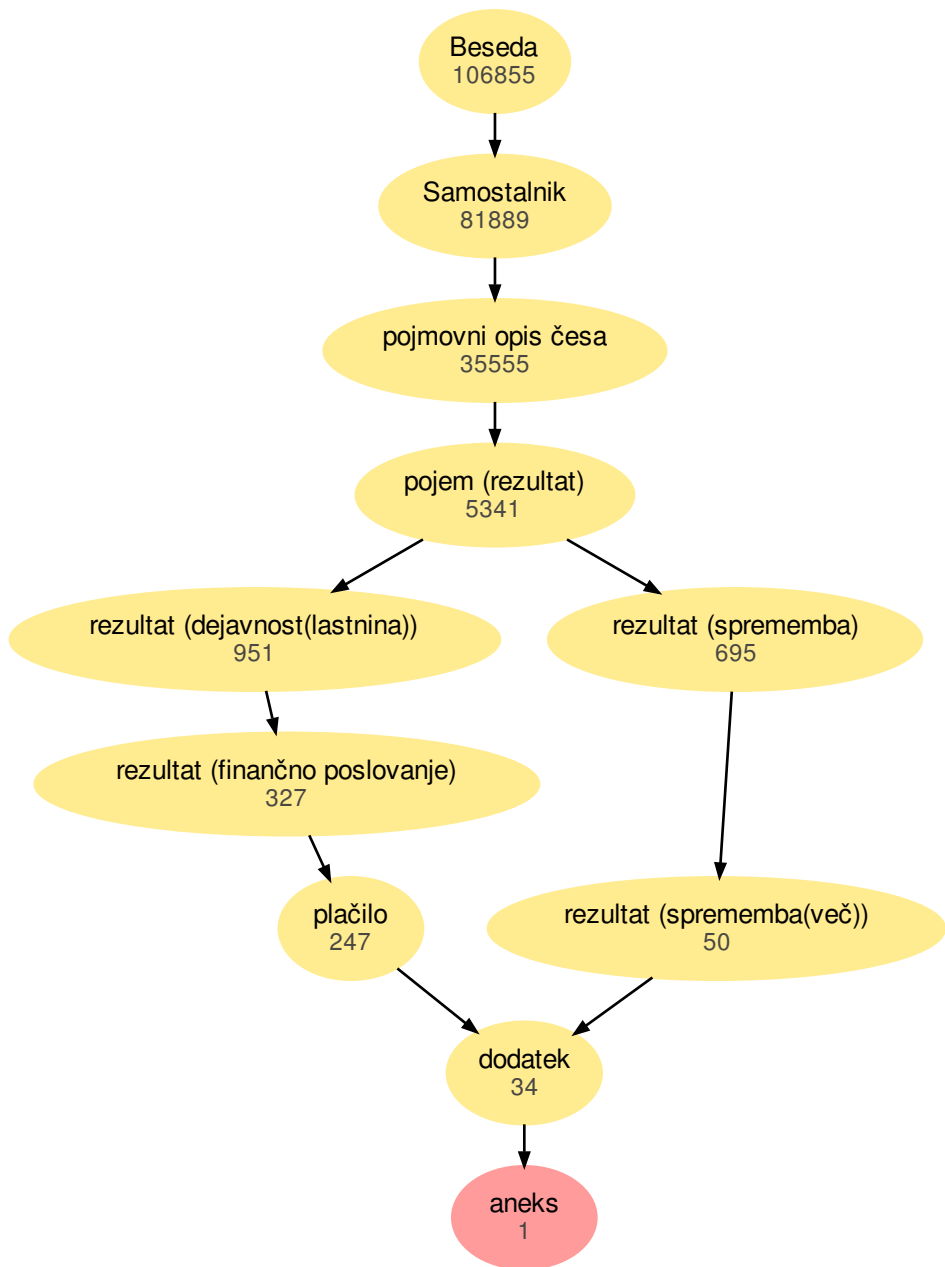 Beseda
106855
Samostalnik
81889
pojmovni opis česa
35555
pojem (rezultat)
5341
rezultat (dejavnost(lastnina))
951
rezultat (sprememba)
695
rezultat (finančno poslovanje)
327
plačilo
247
rezultat (sprememba(več))
50
dodatek
34
aneks
1